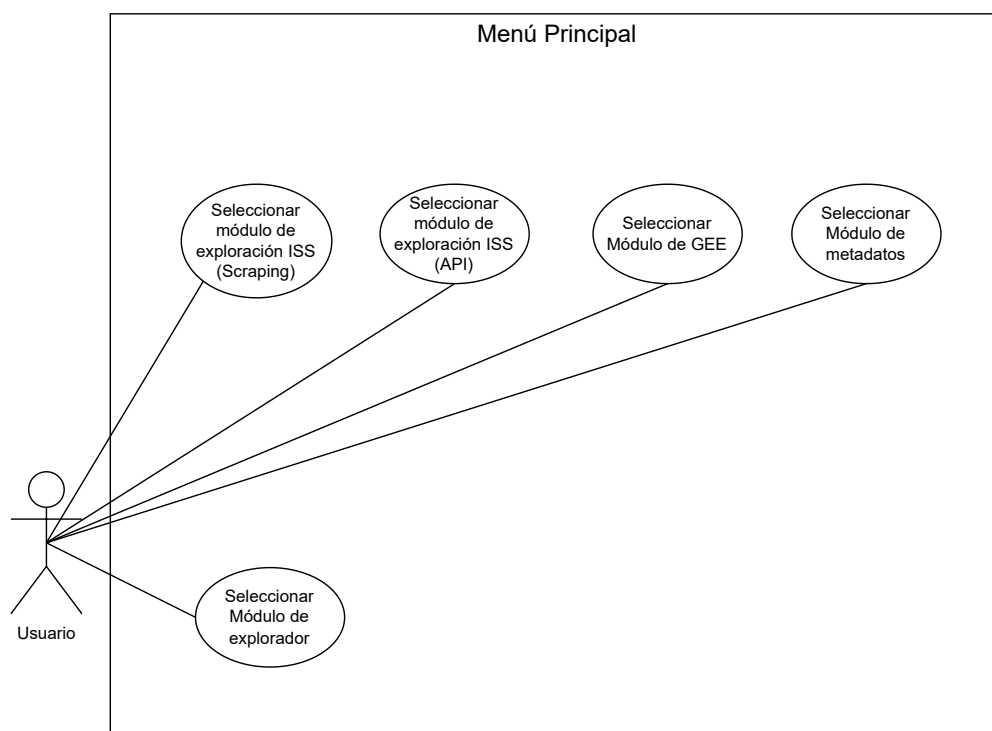 Menú Principal
Seleccionar
módulo de
exploración ISS
(Scraping)
Seleccionar
módulo de
exploración ISS
(API)
Seleccionar
Módulo de GEE
Seleccionar
Módulo de
metadatos
Usuario
Seleccionar
Módulo de
explorador